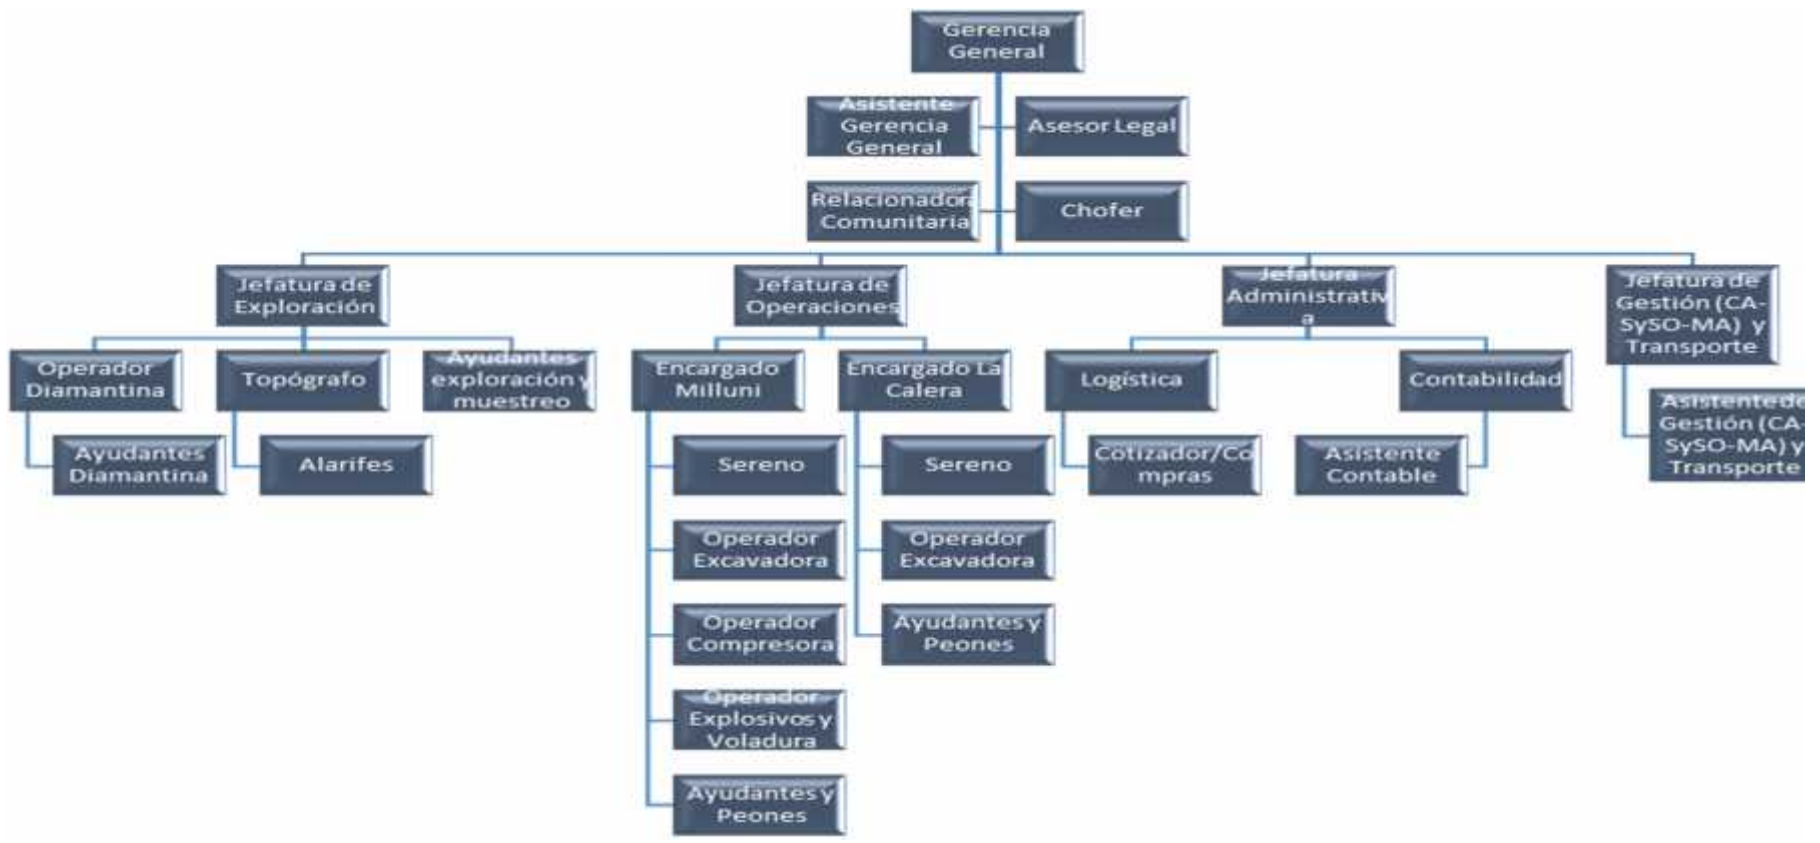 Gerencia
General
Asistente
Gerencia
General
Asesor Legal
Relacionadora
Comunitaria
Chofer
Jefatura de
Exploración
Jefatura de
Operaciones
Jefatura
Administrativ
a
Jefatura de
Gestión (CA-
SySO-MA) y
Transporte
Operador
Diamantina
Topógrafo
Ayudantes
exploración y
muestreo
Encargado
Milluni
Encargado La
Calera
Logística
Contabilidad
Asistente de
Gestión (CA-
SySO-MA) y
Transporte
Ayudantes
Diamantina
Alarifes
Sereno
Sereno
Cotizador/Co
mpras
Asistente
Contable
Operador
Excavadora
Operador
Excavadora
Operador
Compresora
Ayudantes y
Peones
Operador
Explosivos y
Voladura
Ayudantes y
Peones